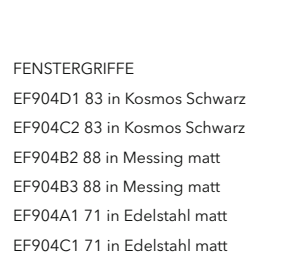 FENSTERGRIFFE
EF904D1 83 in Kosmos Schwarz
EF904C2 83 in Kosmos Schwarz
EF904B2 88 in Messing matt
EF904B3 88 in Messing matt
EF904A1 71 in Edelstahl matt
EF904C1 71 in Edelstahl matt